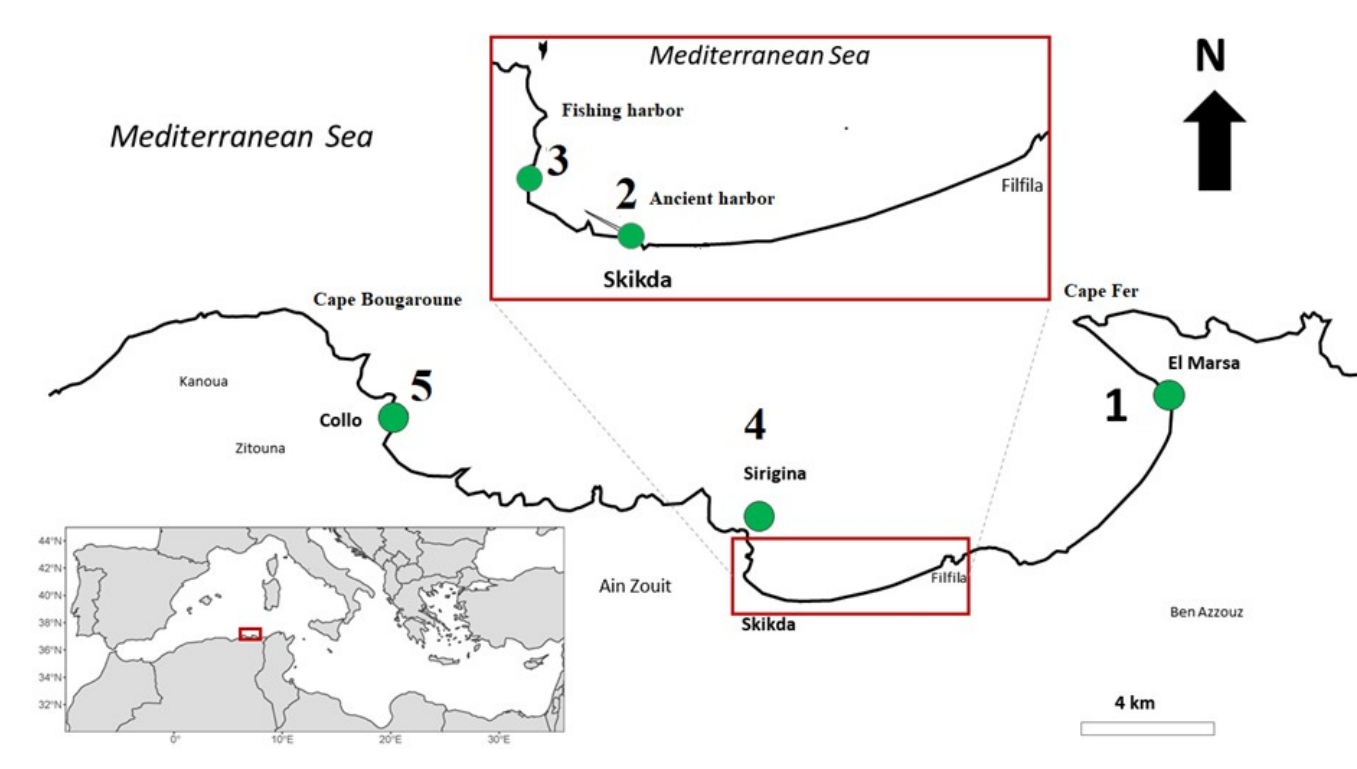 Mediterranean Sea
N
Mediterranean Sea
Fishing harbor
3
2
Ancient harbor
Filfila
Skikda
Cape Bougaroune
Cape Fer
Kanoua
5
El Marsa
1
Collo
4
Zitouna
Sirigina
Ain Zouit
Filfila
Skikda
Ben Azzouz
4 km
44°N
42°N
40°N
38°N
36°N
34°N
32°N
0°
10°E
20°E
30°E